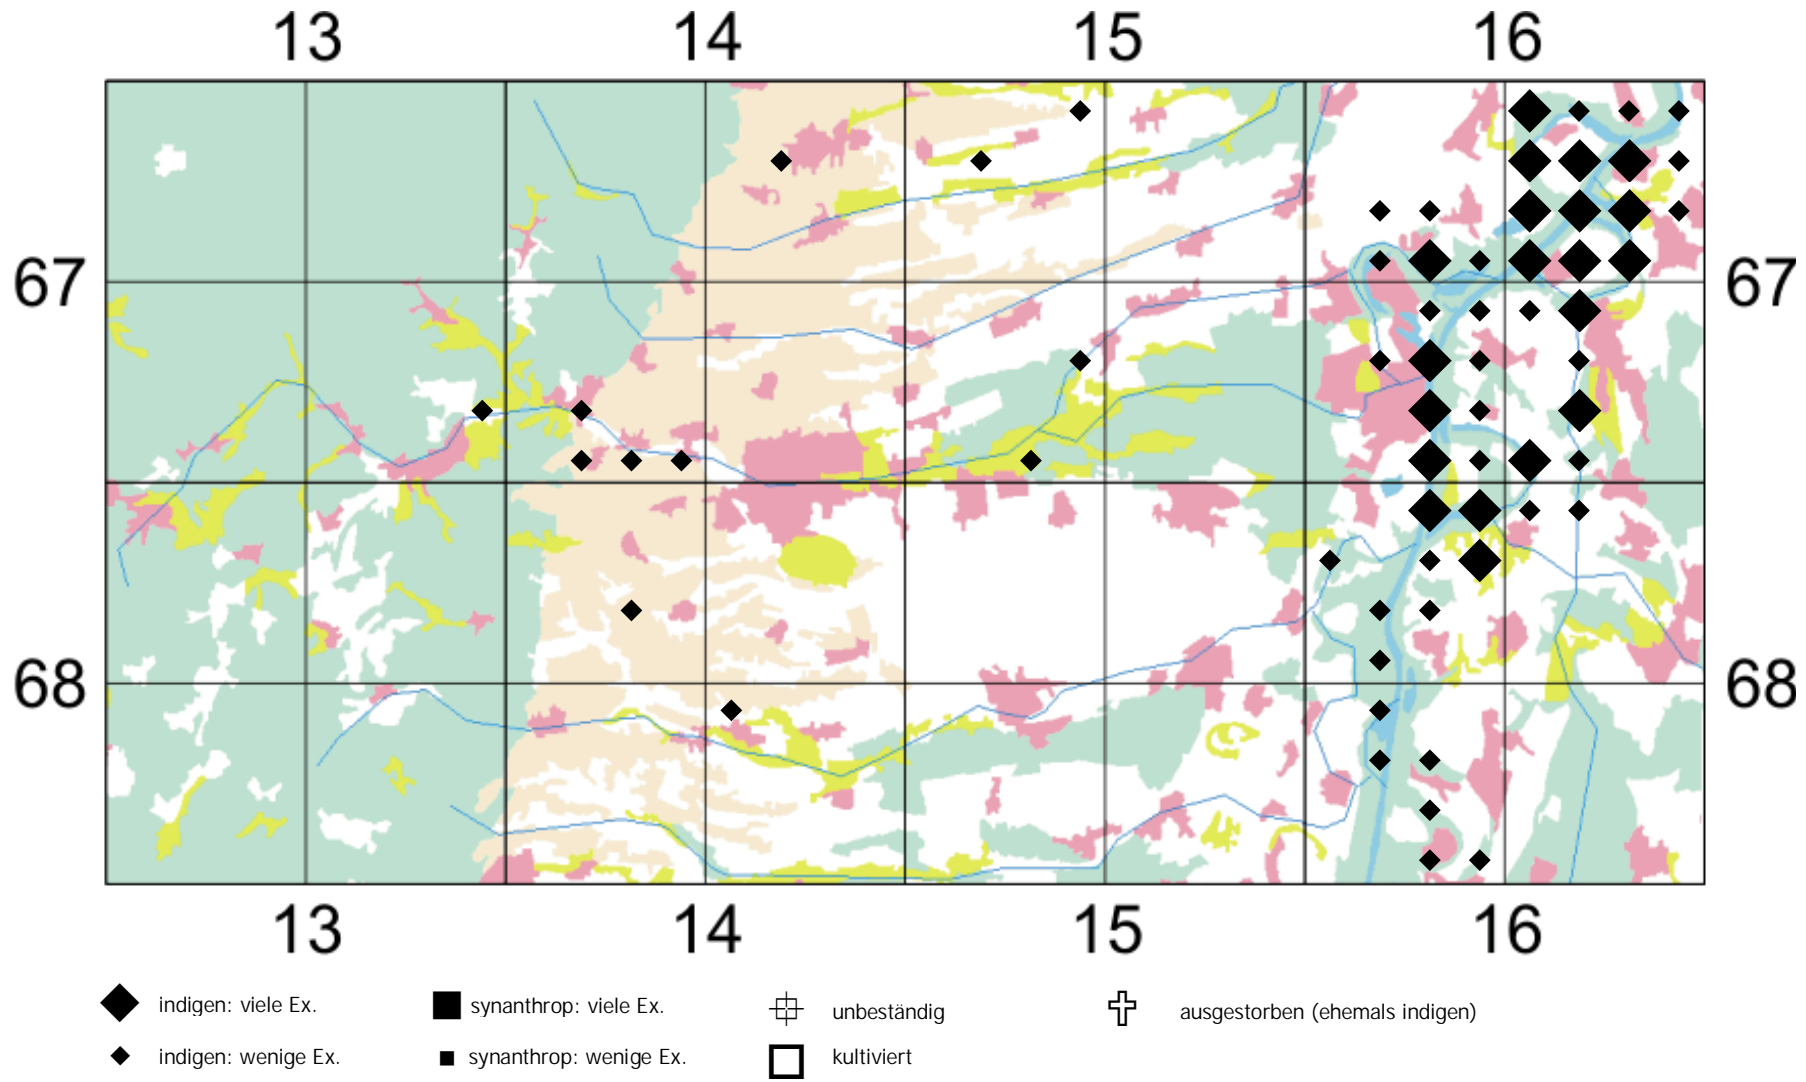 13 14 15 16
67 67
68 68
13 14 15 16
indigen: viele Ex. synanthrop: viele Ex. unbeständig ausgestorben (ehemals indigen)
indigen: wenige Ex. synanthrop: wenige Ex. kultiviert